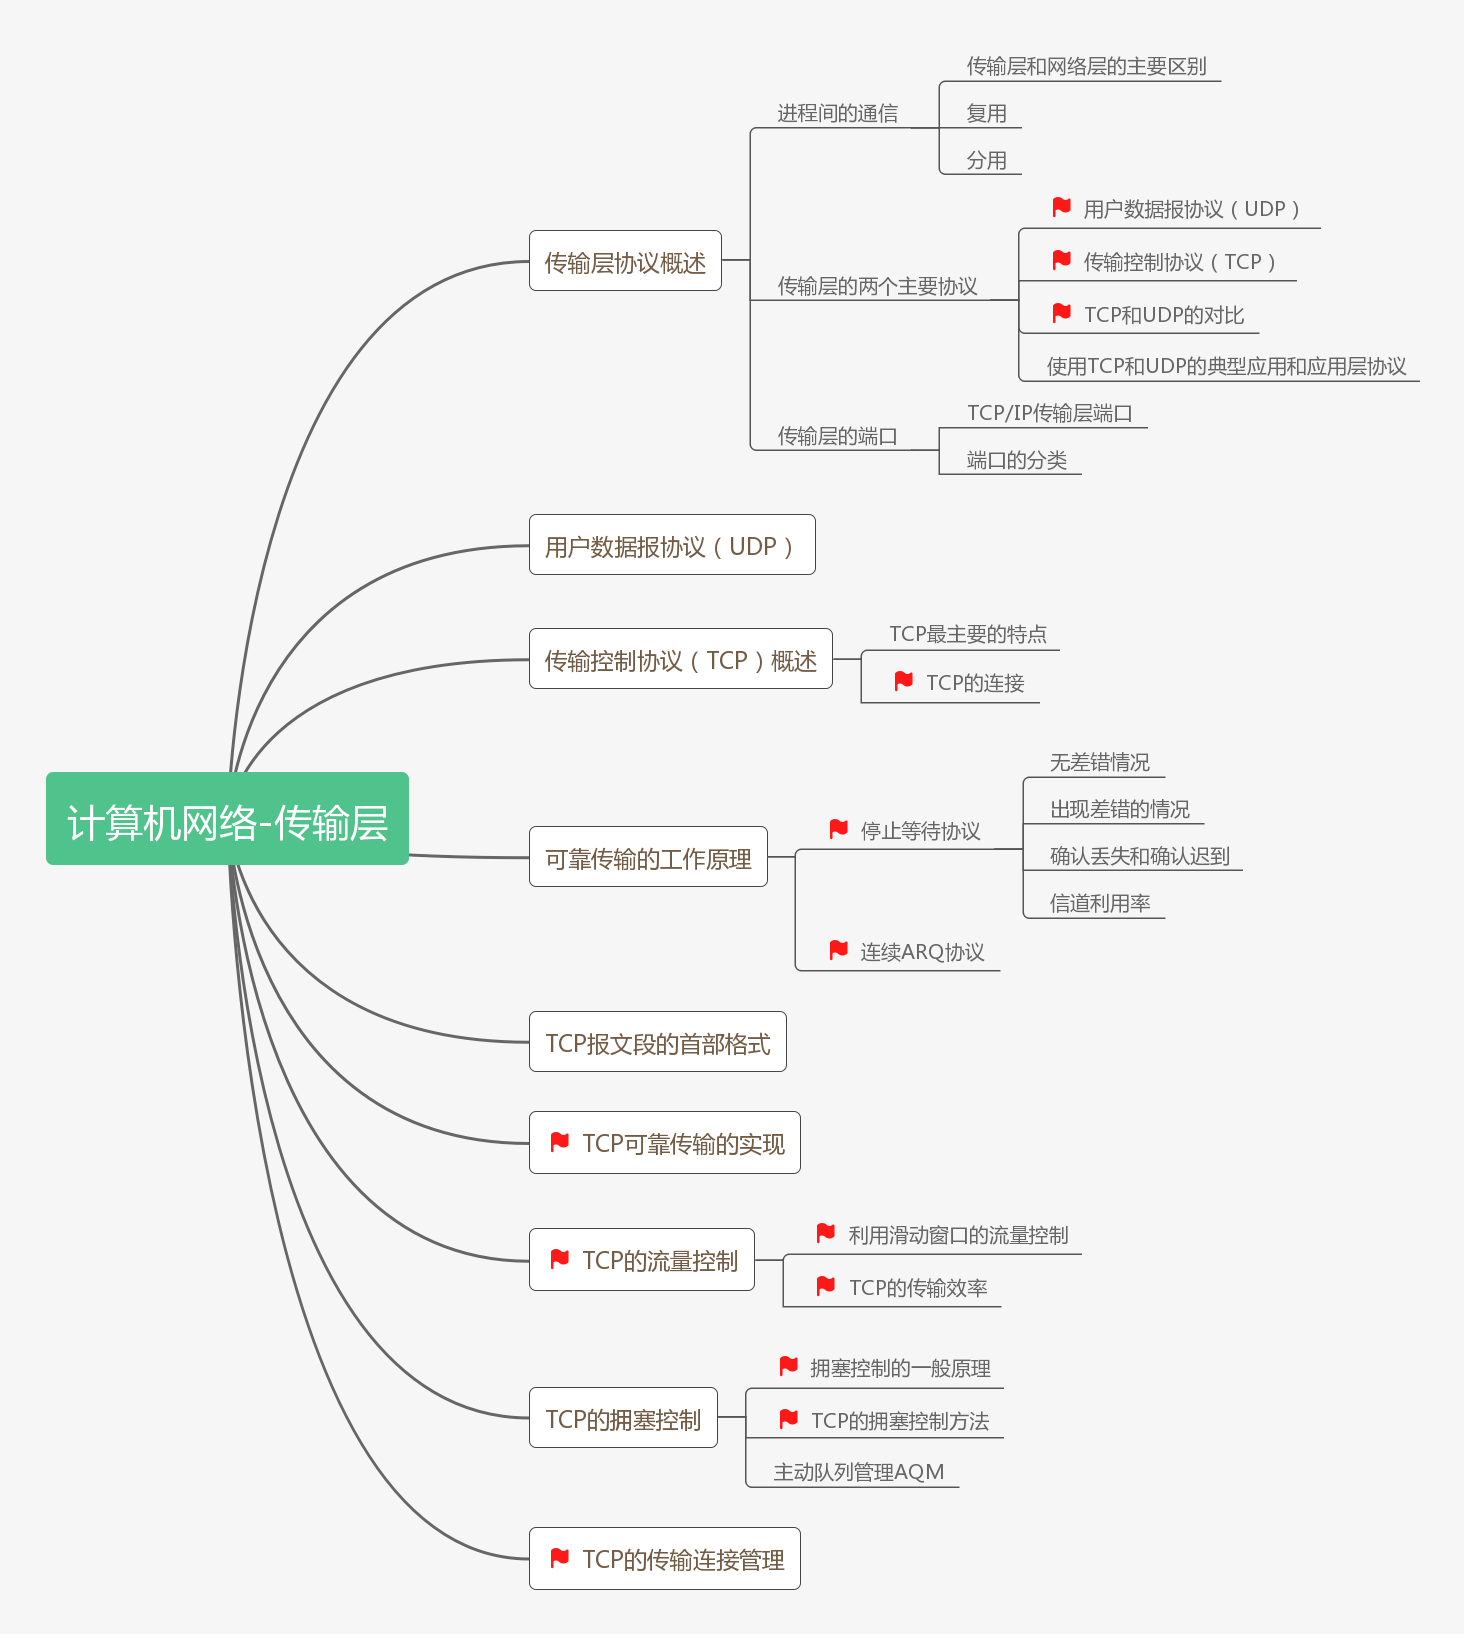 计算机网络-传输层
传输层协议概述
进程间的通信
传输层和网络层的主要区别
复用
分用
传输层的两个主要协议
用户数据报协议（UDP）
传输控制协议（TCP）
TCP和UDP的对比
使用TCP和UDP的典型应用和应用层协议
传输层的端口
TCP/IP传输层端口
端口的分类
用户数据报协议（UDP）
传输控制协议（TCP）概述
TCP最主要的特点
TCP的连接
可靠传输的工作原理
停止等待协议
无差错情况
出现差错的情况
确认丢失和确认迟到
信道利用率
连续ARQ协议
TCP报文段的首部格式
TCP可靠传输的实现
TCP的流量控制
利用滑动窗口的流量控制
TCP的传输效率
TCP的拥塞控制
拥塞控制的一般原理
TCP的拥塞控制方法
主动队列管理AQM
TCP的传输连接管理